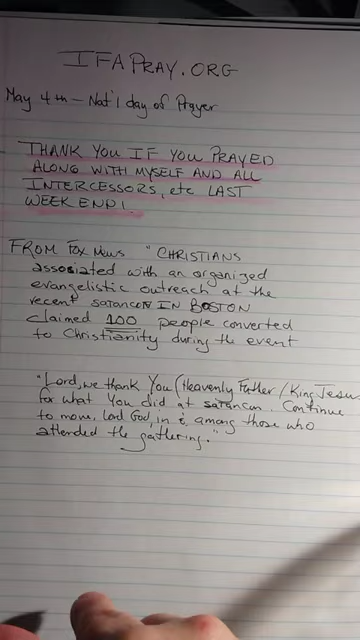 IFAPRAY.ORG
May 4th - Nat'l day of Prayer
THANK YOU IF YOU PRAYED
ALONG WITH MYSELF AND ALL
INTERCESSORS, etc LAST
WEEK END!
FROM FOX News "CHRISTIANS
associated with an organized
evangelistic outreach at the
recent satancon IN BOSTON
claimed 100 people converted
to Christianity during the event
"Lord, we thank You (Heavenly Father / King Jesus
for what You did at satancon. Continue
to move, Lord God, in & among those who
attended the gathering."